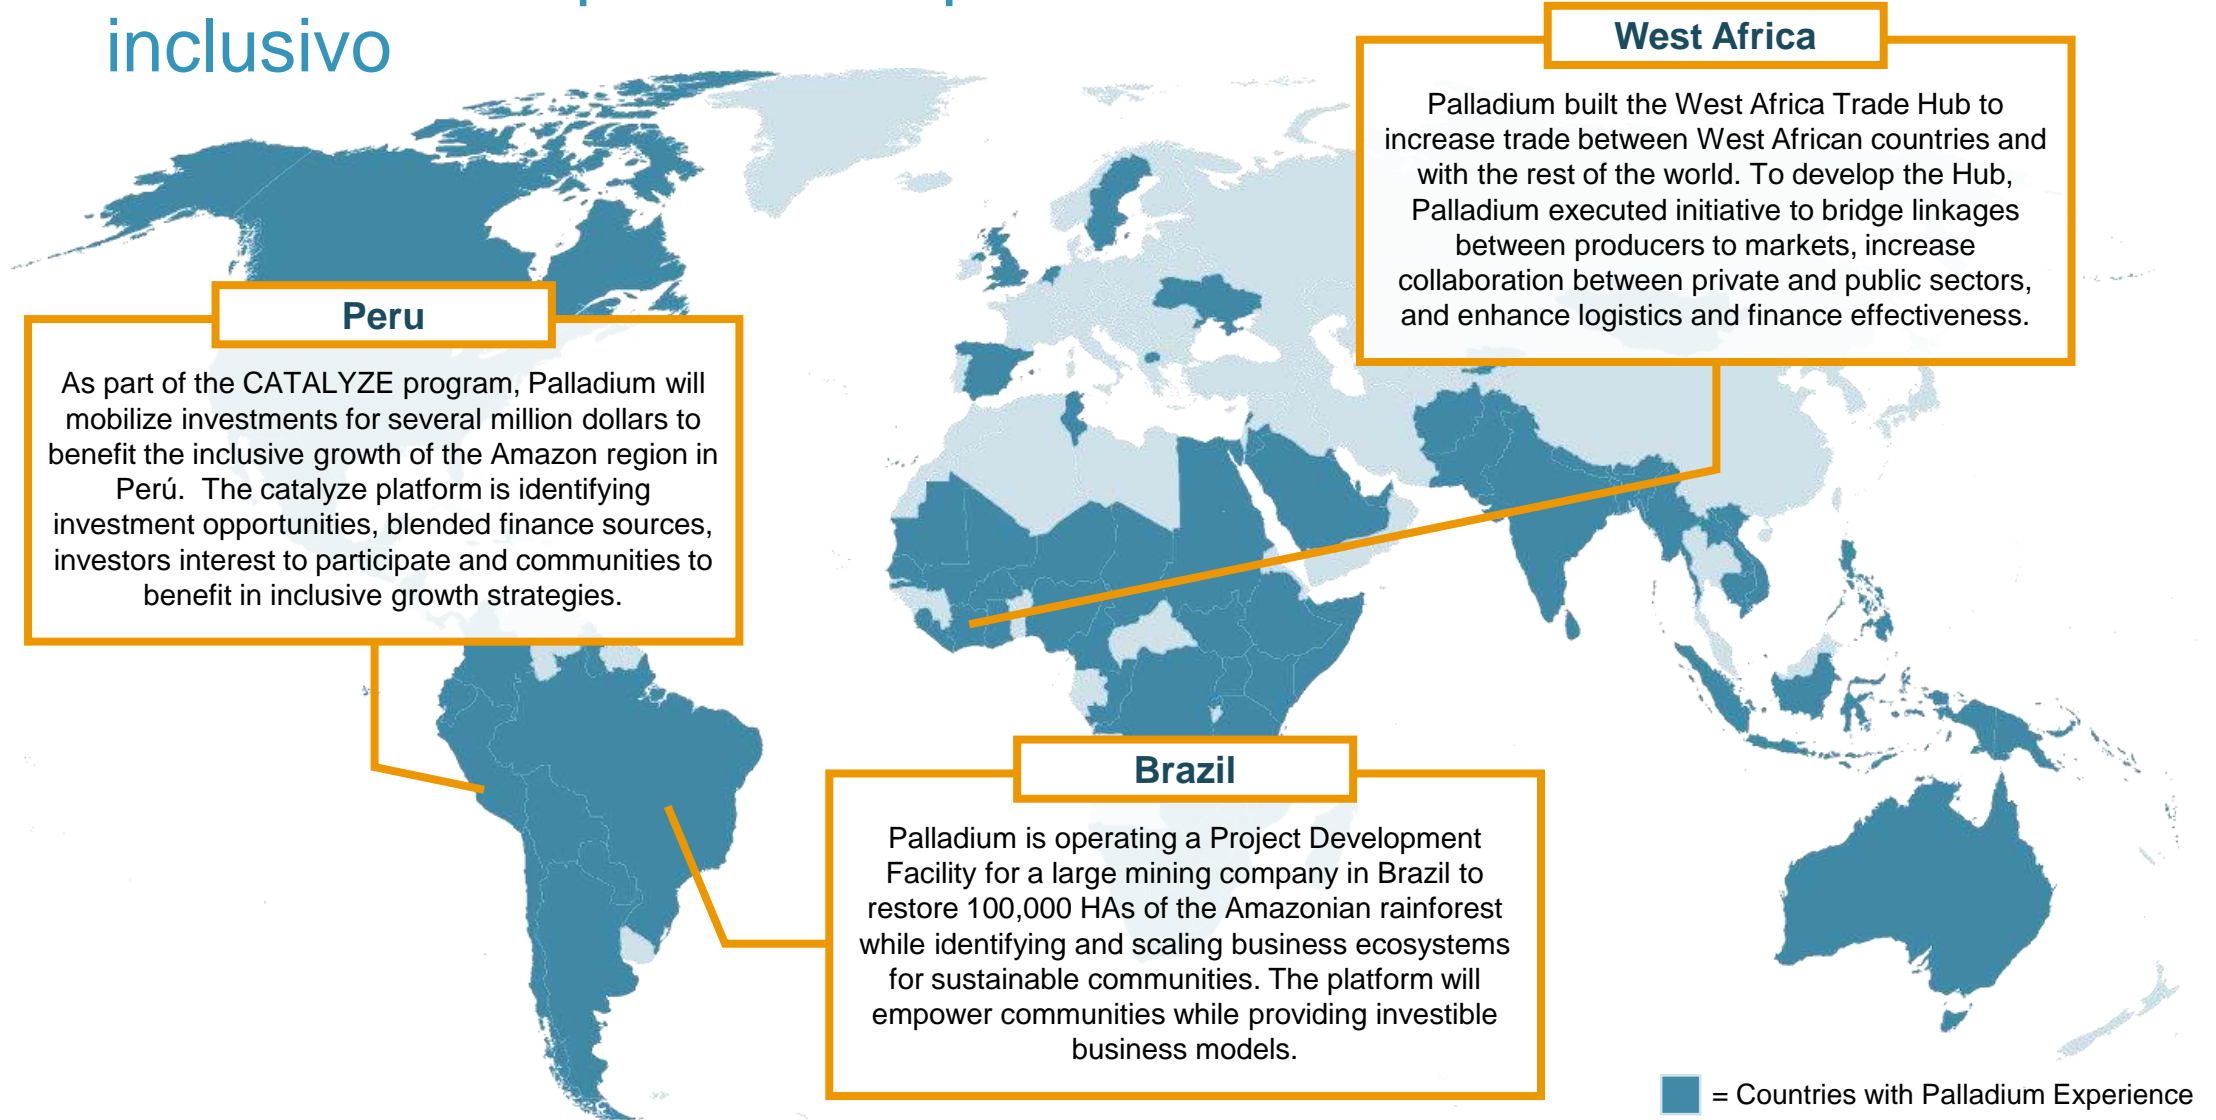 inclusivo
West Africa
Palladium built the West Africa Trade Hub to
increase trade between West African countries and
with the rest of the world. To develop the Hub,
Palladium executed initiative to bridge linkages
between producers to markets, increase
collaboration between private and public sectors,
and enhance logistics and finance effectiveness.
Peru
As part of the CATALYZE program, Palladium will
mobilize investments for several million dollars to
benefit the inclusive growth of the Amazon region in
Perú.  The catalyze platform is identifying
investment opportunities, blended finance sources,
investors interest to participate and communities to
benefit in inclusive growth strategies.
Brazil
Palladium is operating a Project Development
Facility for a large mining company in Brazil to
restore 100,000 HAs of the Amazonian rainforest
while identifying and scaling business ecosystems
for sustainable communities. The platform will
empower communities while providing investible
business models.
= Countries with Palladium Experience